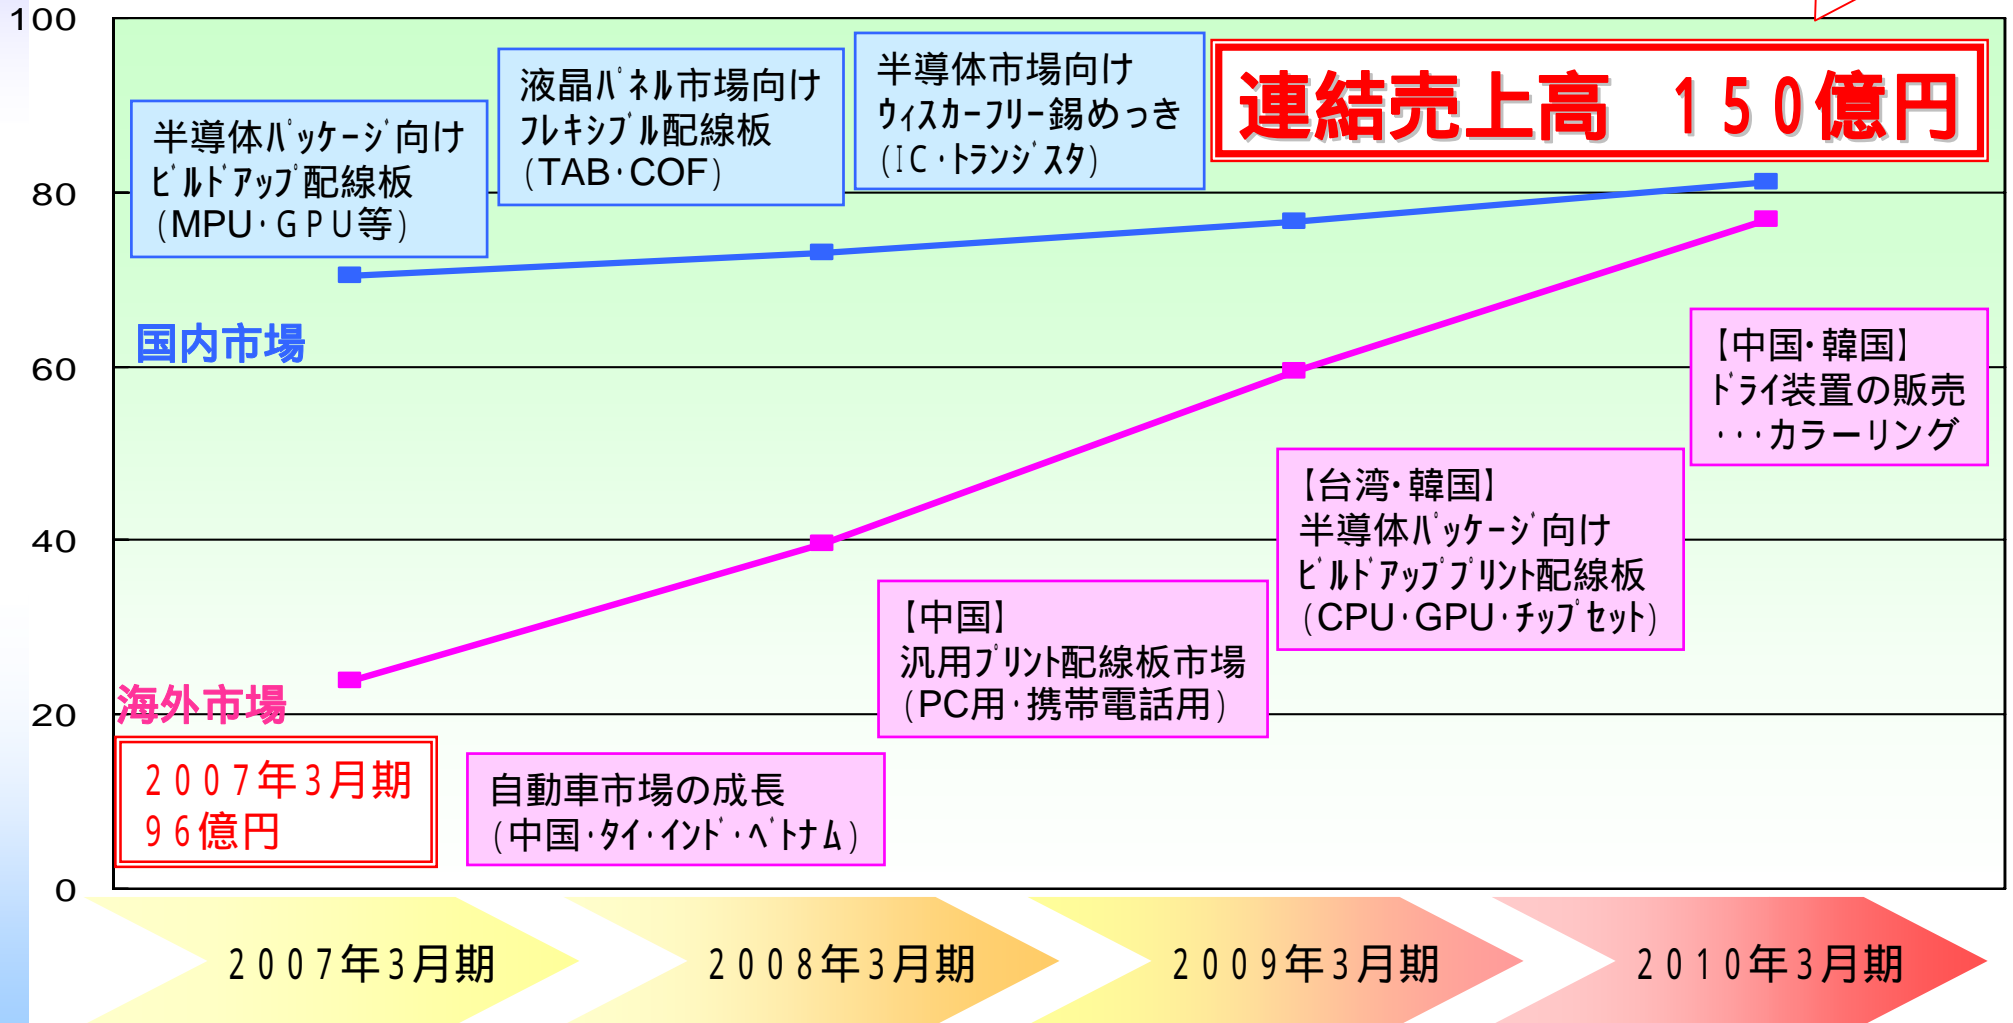 100
80
60
40
20
0
半導体ﾊﾟｯｹｰｼﾞ向け
ﾋﾞﾙﾄﾞｱｯﾌﾟ配線板
(MPU･ＧＰＵ等)
液晶ﾊﾟﾈﾙ市場向け
ﾌﾚｷｼﾌﾞﾙ配線板
(TAB･COF)
半導体市場向け
ｳｨｽｶｰﾌﾘｰ錫めっき
(IC･ﾄﾗﾝｼﾞｽﾀ)
連結売上高　１５０億円
国内市場
海外市場
２００７年３月期
９６億円
自動車市場の成長
(中国･ﾀｲ･ｲﾝﾄﾞ･ﾍﾞﾄﾅﾑ)
【中国】
汎用ﾌﾟﾘﾝﾄ配線板市場
(PC用･携帯電話用)
【台湾･韓国】
半導体ﾊﾟｯｹｰｼﾞ向け
ﾋﾞﾙﾄﾞｱｯﾌﾟﾌﾟﾘﾝﾄ配線板
(CPU･GPU･ﾁｯﾌﾟｾｯﾄ)
【中国･韓国】
ﾄﾞﾗｲ装置の販売
･･･カラーリング
２００７年３月期
２００８年３月期
２００９年３月期
２０１０年３月期